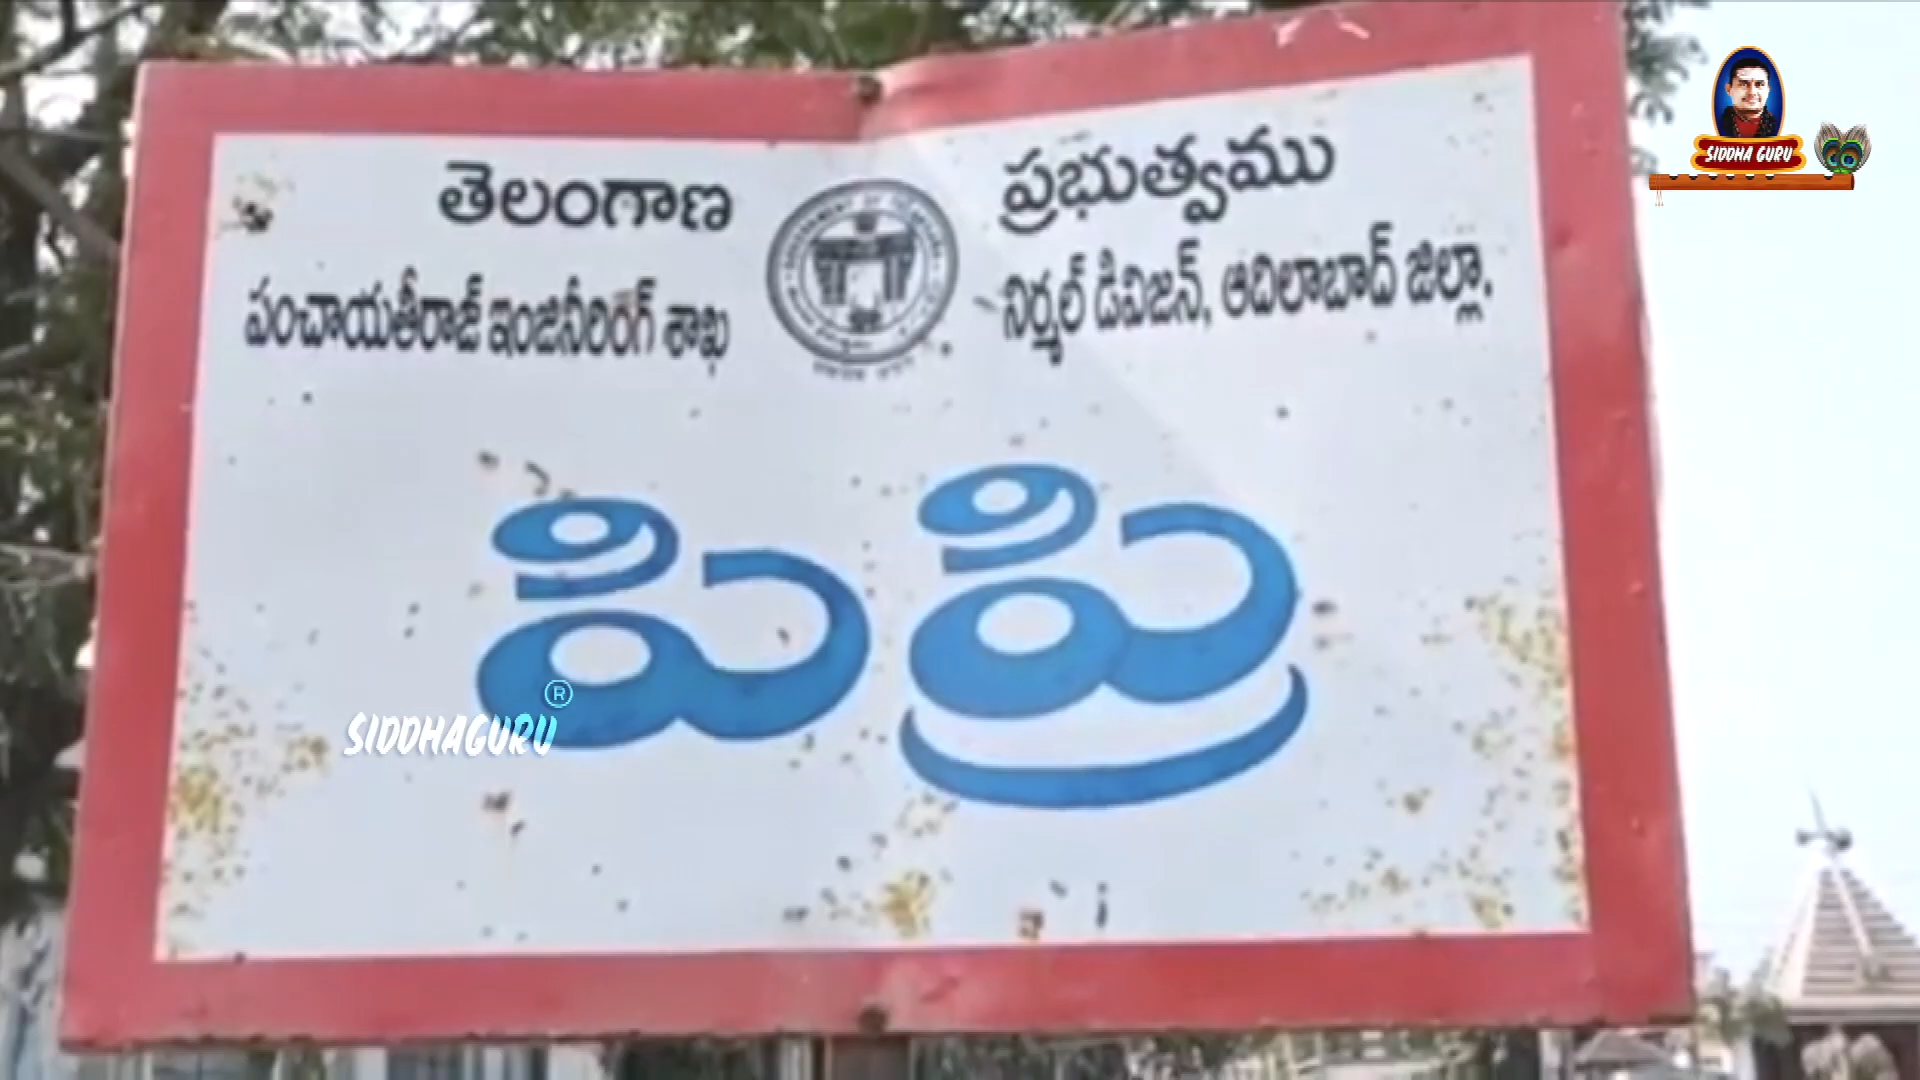 తెలంగాణ ప్రభుత్వము
పంచాయతీరాజ్ ఇంజనీరింగ్ శాఖ నిర్మల్ డివిజన్, ఆదిలాబాద్ జిల్లా.
పిప్రి
SIDDHAGURU ®
SIDDHA GURU